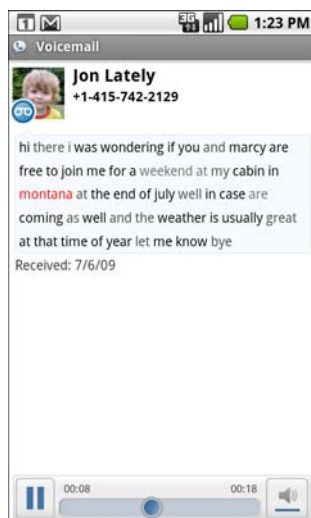 1 3G 1:23 PM
Voicemail
Jon Lately
+1-415-742-2129
hi there i was wondering if you and marcy are
free to join me for a weekend at my cabin in
montana at the end of july well in case are
coming as well and the weather is usually great
at that time of year let me know bye
Received: 7/6/09
00:08 00:18